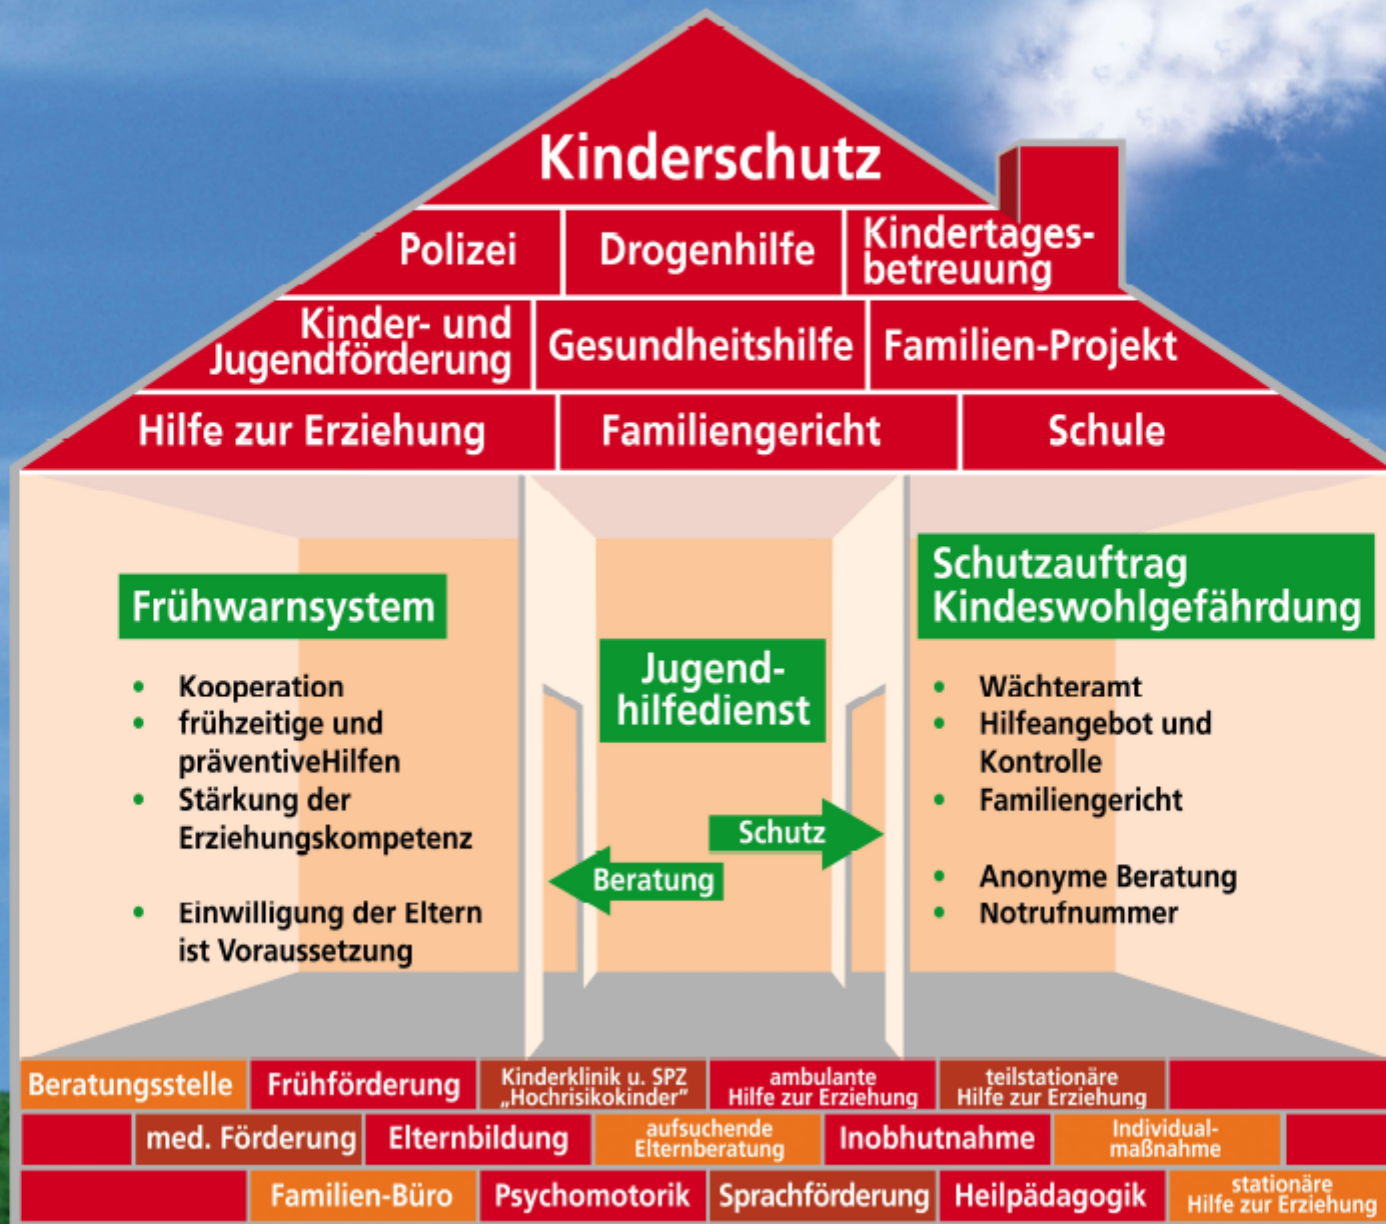 Kinderschutz
Polizei
Drogenhilfe
Kindertages-
betreuung
Kinder- und
Jugendförderung
Gesundheitshilfe
Familien-Projekt
Hilfe zur Erziehung
Familiengericht
Schule
Frühwarnsystem
• Kooperation
• frühzeitige und
präventiveHilfen
• Stärkung der
Erziehungskompetenz
• Einwilligung der Eltern
ist Voraussetzung
Jugend-
hilfedienst
Schutz
Beratung
Schutzauftrag
Kindeswohlgefährdung
• Wächteramt
• Hilfeangebot und
Kontrolle
• Familiengericht
• Anonyme Beratung
• Notrufnummer
Beratungsstelle
Frühförderung
Kinderklinik u. SPZ
„Hochrisikokinder“
ambulante
Hilfe zur Erziehung
teilstationäre
Hilfe zur Erziehung
med. Förderung
Elternbildung
aufsuchende
Elternberatung
Inobhutnahme
Individual-
maßnahme
Familien-Büro
Psychomotorik
Sprachförderung
Heilpädagogik
stationäre
Hilfe zur Erziehung